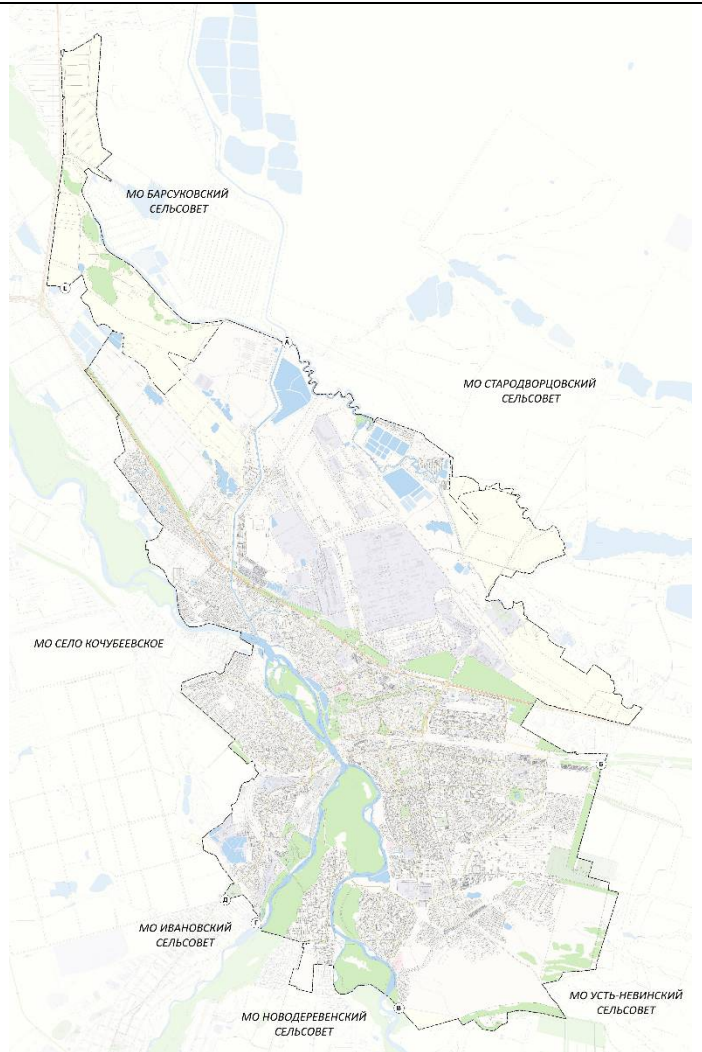 МО БАРСУКОВСКИЙ
СЕЛЬСОВЕТ
Е
А
МО СТАРОДВОРЦОВСКИЙ
СЕЛЬСОВЕТ
МО СЕЛО КОЧУБЕЕВСКОЕ
Д
Г
МО ИВАНОВСКИЙ
СЕЛЬСОВЕТ
МО УСТЬ-НЕВИНСКИЙ
СЕЛЬСОВЕТ
МО НОВОДЕРЕВЕНСКИЙ
СЕЛЬСОВЕТ